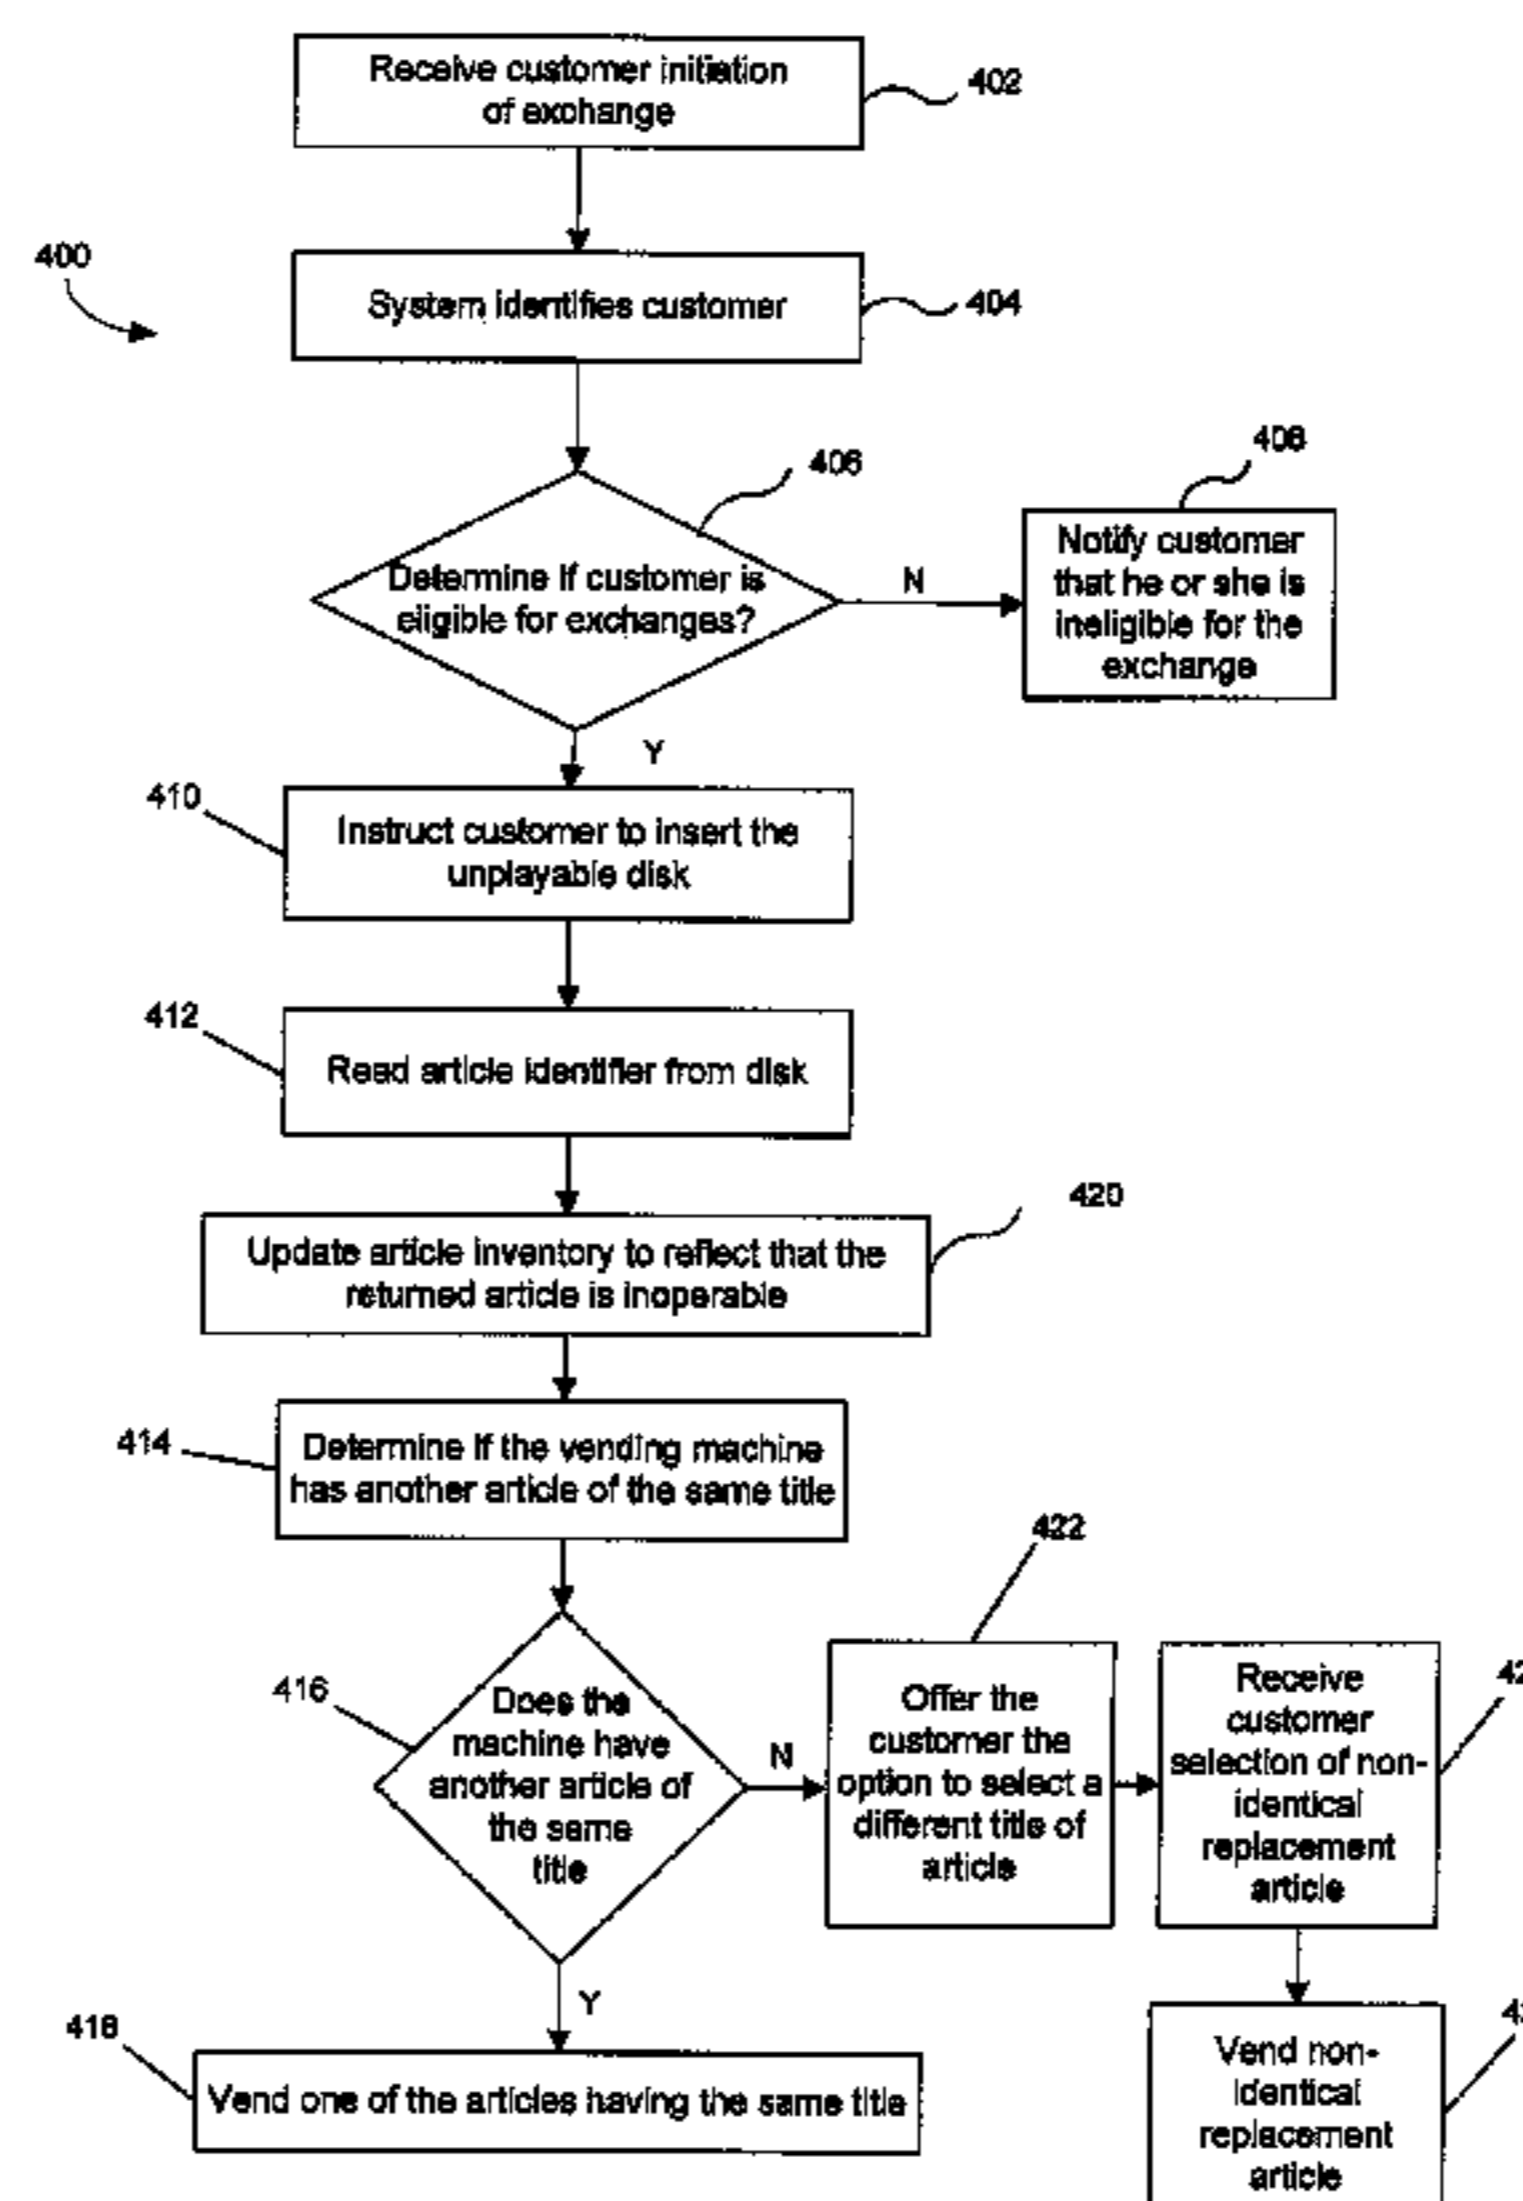 Receive customer initiation
of exchange
402
400
System identifies customer
404
406
408
Determine if customer is
eligible for exchanges?
N
Notify customer
that he or she is
ineligible for the
exchange
Y
410
Instruct customer to insert the
unplayable disk
412
Read article identifier from disk
420
Update article inventory to reflect that the
returned article is inoperable
414
Determine if the vending machine
has another article of the same title
422
416
Does the
machine have
another article of
the same
title
N
Offer the
customer the
option to select a
different title of
article
Receive
customer
selection of non-
identical
replacement
article
Y
418
Vend one of the articles having the same title
Vend non-
identical
replacement
article